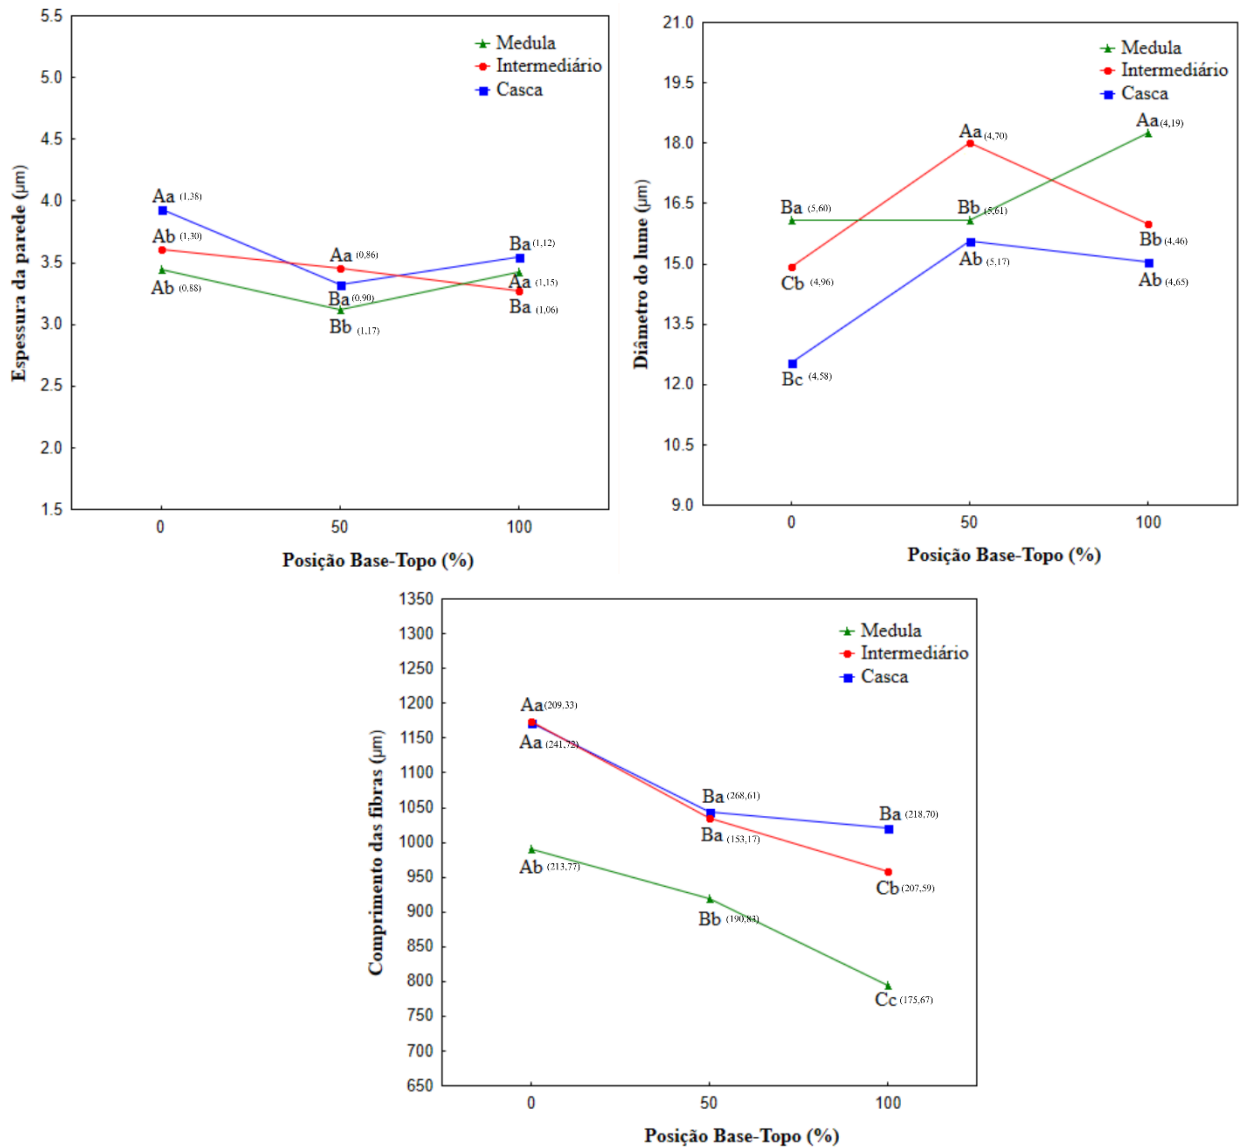 Espessura da parede (µm)
5.5
5.0
4.5
4.0
3.5
3.0
2.5
2.0
1.5
Medula
Intermediário
Casca
Aa (1,38)
Ab (1,30)
Ab (0,88)
Aa (0,86)
Ba (0,90)
Bb (1,17)
Ba (1,12)
Aa (1,15)
Ba (1,06)
0 50 100
Posição Base-Topo (%)
Diâmetro do lume (µm)
21.0
19.5
18.0
16.5
15.0
13.5
12.0
10.5
9.0
Medula
Intermediário
Casca
Ba (5,60)
Cb (4,96)
Bc (4,58)
Aa (4,70)
Bb (5,61)
Ab (5,17)
Aa (4,19)
Bb (4,46)
Ab (4,65)
0 50 100
Posição Base-Topo (%)
Comprimento das fibras (µm)
1350
1300
1250
1200
1150
1100
1050
1000
950
900
850
800
750
700
650
Medula
Intermediário
Casca
Aa (209,33)
Aa (241,72)
Ab (213,77)
Ba (268,61)
Ba (153,17)
Bb (190,83)
Ba (218,70)
Cb (207,59)
Cc (175,67)
0 50 100
Posição Base-Topo (%)